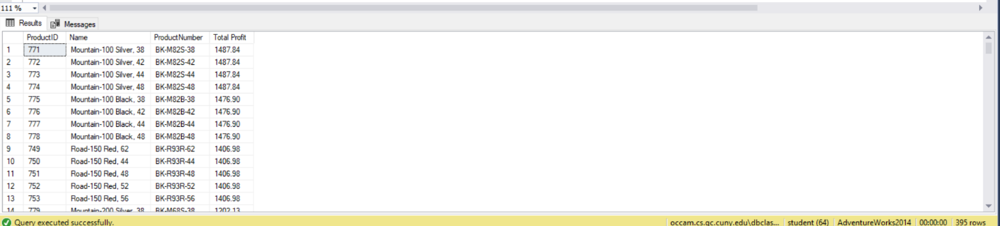 111 %
Results Messages
ProductID Name ProductNumber Total Profit
1 771 Mountain-100 Silver, 38 BK-M82S-38 1487.84
2 772 Mountain-100 Silver, 42 BK-M82S-42 1487.84
3 773 Mountain-100 Silver, 44 BK-M82S-44 1487.84
4 774 Mountain-100 Silver, 48 BK-M82S-48 1487.84
5 775 Mountain-100 Black, 38 BK-M82B-38 1476.90
6 776 Mountain-100 Black, 42 BK-M82B-42 1476.90
7 777 Mountain-100 Black, 44 BK-M82B-44 1476.90
8 778 Mountain-100 Black, 48 BK-M82B-48 1476.90
9 749 Road-150 Red, 62 BK-R93R-62 1406.98
10 750 Road-150 Red, 44 BK-R93R-44 1406.98
11 751 Road-150 Red, 48 BK-R93R-48 1406.98
12 752 Road-150 Red, 52 BK-R93R-52 1406.98
13 753 Road-150 Red, 56 BK-R93R-56 1406.98
14 779 Mountain-200 Silver, 38 BK-M68S-38 1202.13
Query executed successfully. occam.cs.qc.cuny.edu\dbclas... student (64) AdventureWorks2014 00:00:00 395 rows